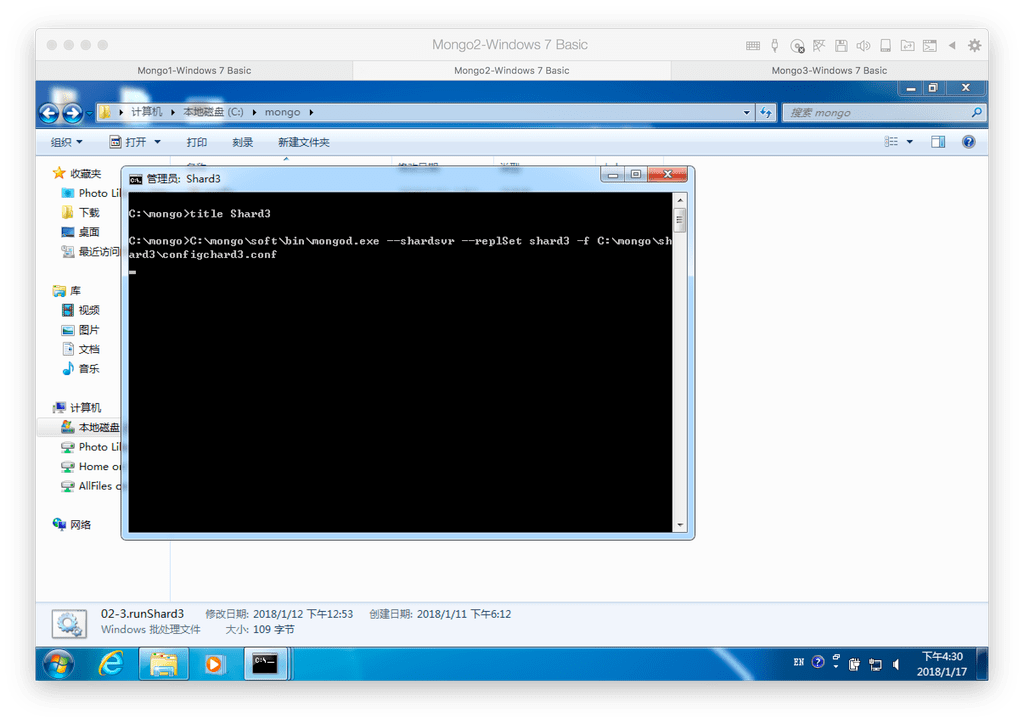 Mongo2-Windows 7 Basic
Mongo1-Windows 7 Basic
Mongo2-Windows 7 Basic
Mongo3-Windows 7 Basic
计算机 本地磁盘 (C:) mongo
搜索 mongo
组织 打开 打印 刻录 新建文件夹
收藏夹
Photo Li
下载
桌面
最近访问
库
视频
图片
文档
音乐
计算机
本地磁盘
Photo Li
Home on
AllFiles o
网络
管理员: Shard3
C:\mongo>title Shard3
C:\mongo>C:\mongo\soft\bin\mongod.exe --shardsvr --replSet shard3 -f C:\mongo\sh
ard3\configchard3.conf
02-3.runShard3 修改日期: 2018/1/12 下午12:53 创建日期: 2018/1/11 下午6:12
Windows 批处理文件 大小: 109 字节
EN
下午4:30
2018/1/17